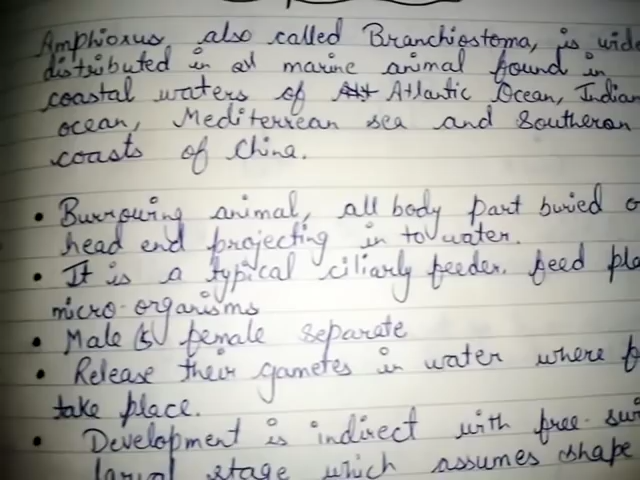 Amphioxus also called Branchiostoma, is wide
distributed in all marine animal found in
coastal waters of Atlantic Ocean, Indian
ocean, Mediterrean sea and Southeran
coasts of China.
• Burrowing animal, all body part buried
head end projecting in to water.
• It is a typical ciliarly feeder. feed
micro-organisms
• Male & female separate
• Release their gametes in water where
take place.
• Development is indirect with free-
larval stage which assumes shape